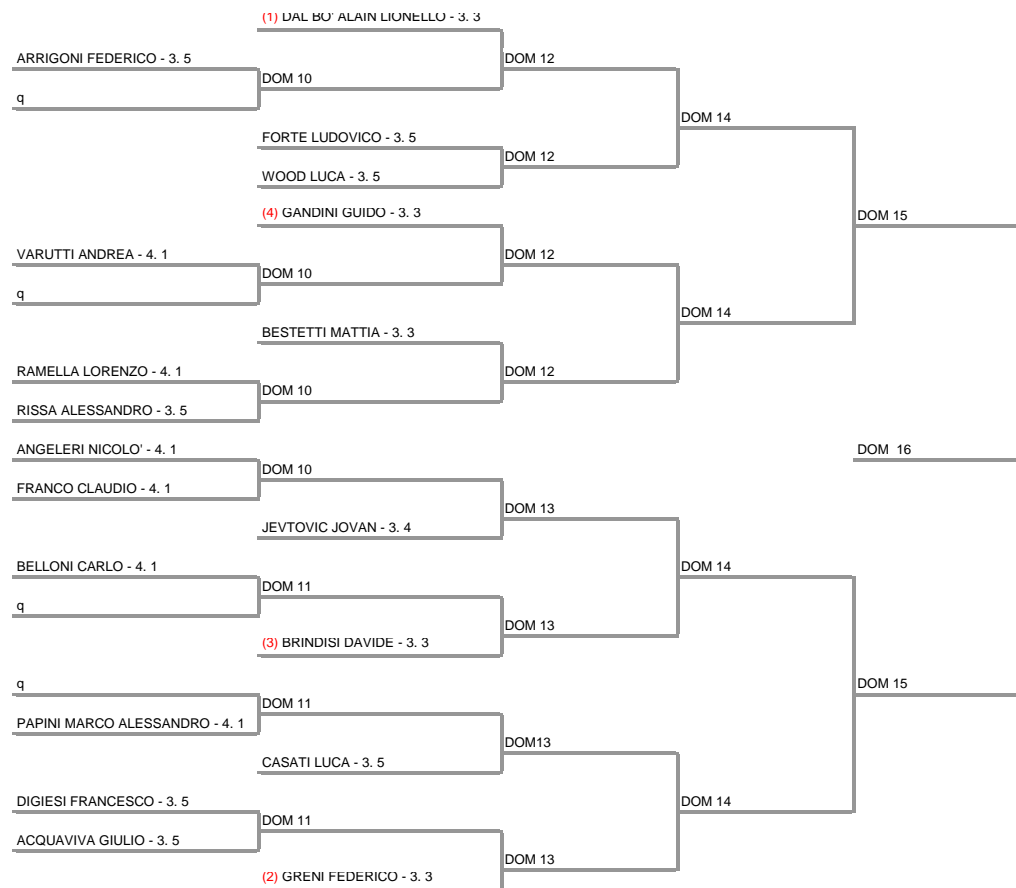 (1) DAL BO' ALAIN LIONELLO - 3. 3
ARRIGONI FEDERICO - 3. 5
DOM 12
DOM 10
q
DOM 14
FORTE LUDOVICO - 3. 5
DOM 12
WOOD LUCA - 3. 5
(4) GANDINI GUIDO - 3. 3
DOM 15
VARUTTI ANDREA - 4. 1
DOM 12
DOM 10
q
DOM 14
BESTETTI MATTIA - 3. 3
RAMELLA LORENZO - 4. 1
DOM 12
DOM 10
RISSA ALESSANDRO - 3. 5
ANGELERI NICOLO' - 4. 1
DOM  16
DOM 10
FRANCO CLAUDIO - 4. 1
DOM 13
JEVTOVIC JOVAN - 3. 4
BELLONI CARLO - 4. 1
DOM 14
DOM 11
q
DOM 13
(3) BRINDISI DAVIDE - 3. 3
q
DOM 15
DOM 11
PAPINI MARCO ALESSANDRO - 4. 1
DOM13
CASATI LUCA - 3. 5
DIGIESI FRANCESCO - 3. 5
DOM 14
DOM 11
ACQUAVIVA GIULIO - 3. 5
DOM 13
(2) GRENI FEDERICO - 3. 3